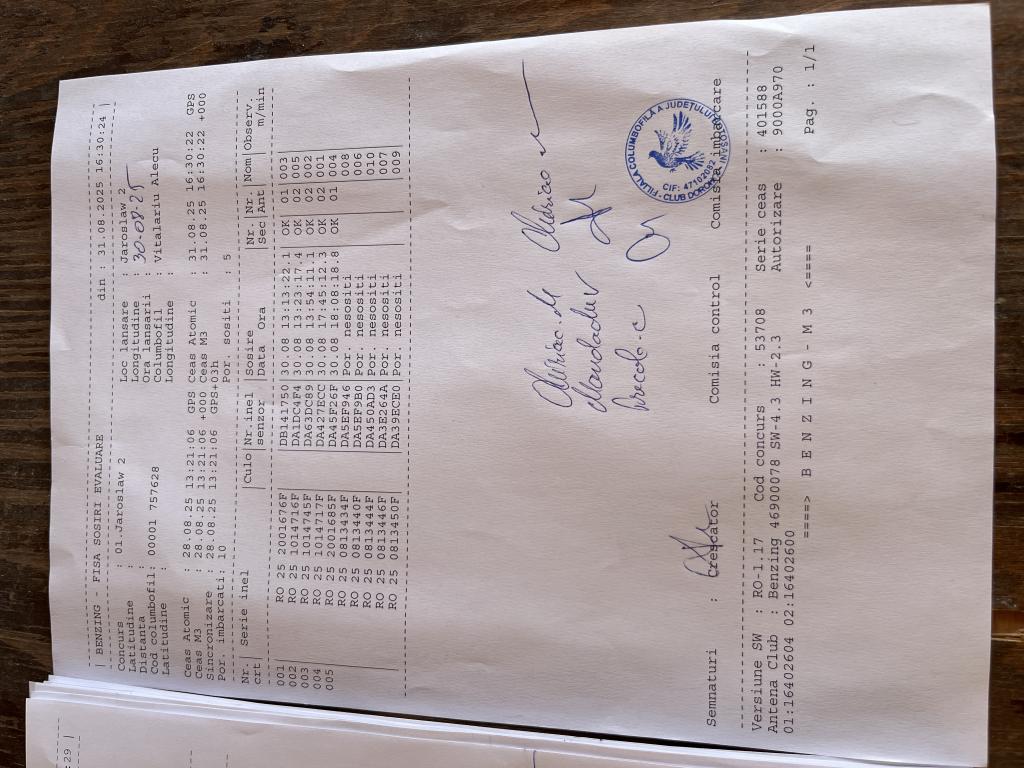 | BENZING - FISA SOSIRI EVALUARE din : 31.08.2025 16:30:24 |
Concurs : 01.Jaroslaw 2 Loc lansare : Jaroslaw 2
Latitudine : Longitudine :
Distanta : Ora lansarii : 30-08-25
Cod columbofil: 00001 757628 Columbofil : Vitalariu Alecu
Latitudine : Longitudine :
Ceas Atomic : 28.08.25 13:21:06 GPS Ceas Atomic : 31.08.25 16:30:22 GPS
Ceas M3 : 28.08.25 13:21:06 +000 Ceas M3 : 31.08.25 16:30:22 +000
Sincronizare : 28.08.25 13:21:06 GPS+03h
Por. imbarcati: 10 Por. sositi : 5
Nr. | Serie inel |Culo|Nr.inel |Sosire |Nr.|Nr |Nom|Observ.
crt | | |senzor |Data Ora |Sec|Ant| | m/min
001 RO 25 2001676F DB141750 30.08 13:13:22.1 OK 01 003
002 RO 25 1014716F DA1DC4F4 30.08 13:23:17.4 OK 02 005
003 RO 25 1014745F DA63DC89 30.08 13:54:11.1 OK 02 002
004 RO 25 1014717F DA427ECC 30.08 17:45:12.3 OK 02 001
005 RO 25 2001685F DA45F26F 30.08 18:08:18.8 OK 01 004
RO 25 0813434F DA5EF946 Por. nesositi 008
RO 25 0813440F DA5EF9B0 Por. nesositi 006
RO 25 0813444F DA450AD3 Por. nesositi 010
RO 25 0813446F DA3E264A Por. nesositi 007
RO 25 0813450F DA39ECE0 Por. nesositi 009
FILIALA COLUMBOFILĂ A JUDEȚULUI
CIF: 47102092
CLUB DOROHOI
Semnaturi : Crescator Comisia control Comisia imbarcare
Versiune SW : RO-1.17 Cod concurs : 53708 Serie ceas : 401588
Antena Club : Benzing 46900078 SW-4.3 HW-2.3 Autorizare : 9000A970
01:16402604 02:16402600
====> B E N Z I N G - M 3 <==== Pag. : 1/1
:29 |